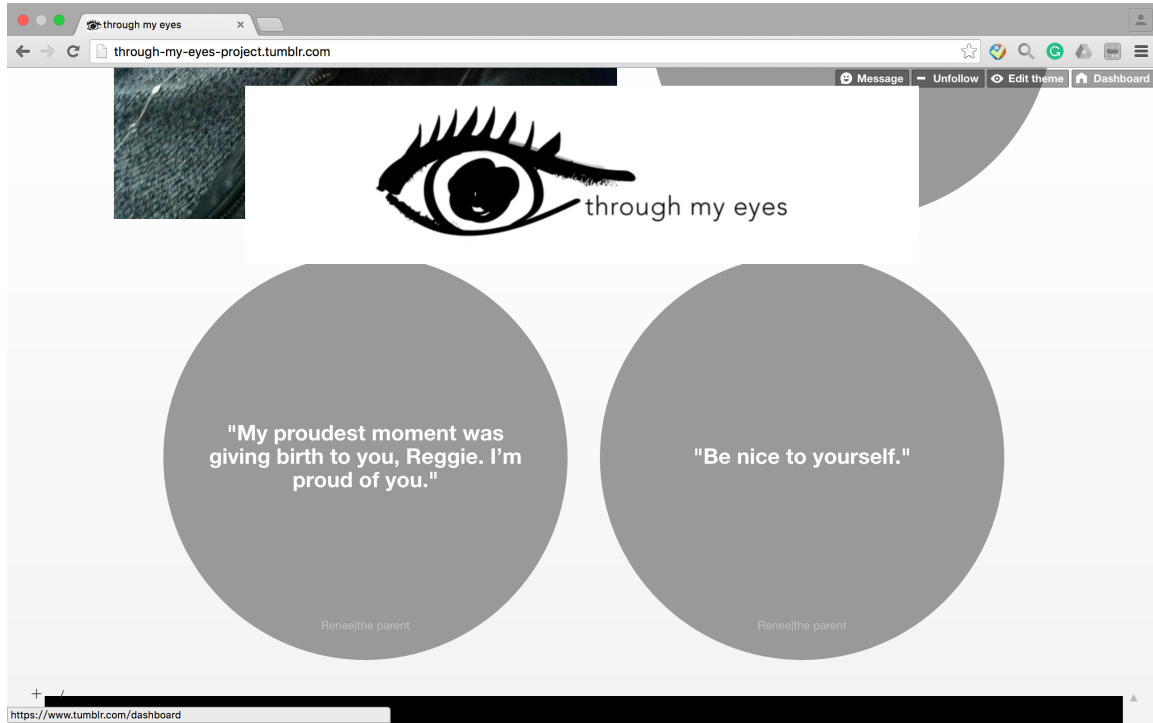 through my eyes
through-my-eyes-project.tumblr.com
Message
Unfollow
Edit theme
Dashboard
through my eyes
"My proudest moment was
giving birth to you, Reggie. I’m
proud of you."
Renee|the parent
"Be nice to yourself."
Renee|the parent
https://www.tumblr.com/dashboard